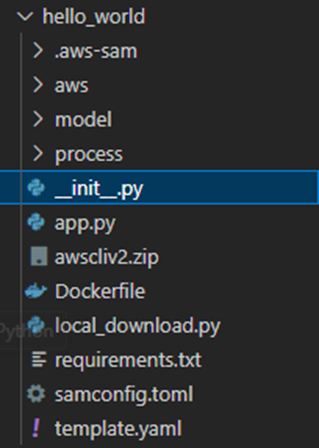 hello_world
.aws-sam
aws
model
process
__init__.py
app.py
awscliv2.zip
Dockerfile
Python
local_download.py
requirements.txt
samconfig.toml
template.yaml